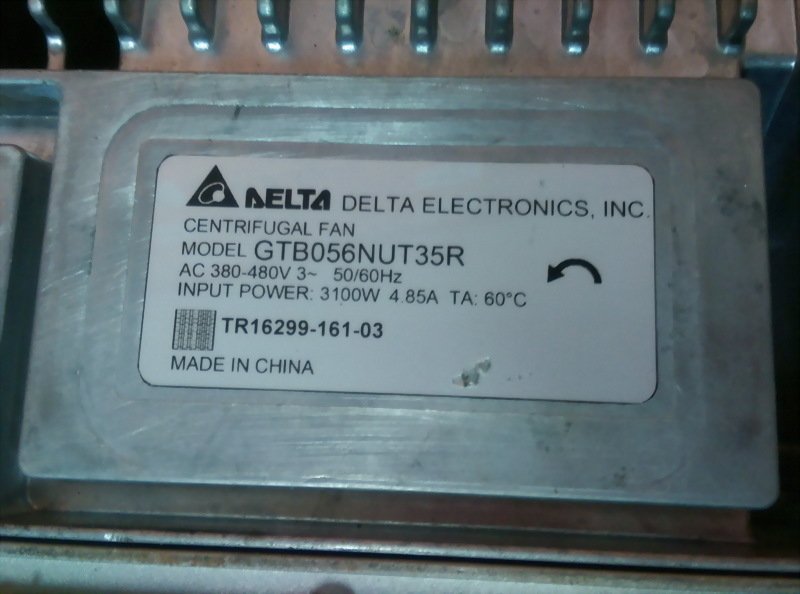 DELTA DELTA ELECTRONICS, INC.
CENTRIFUGAL FAN
MODEL GTB056NUT35R
AC 380-480V 3~ 50/60Hz
INPUT POWER: 3100W 4.85A TA: 60°C
TR16299-161-03
MADE IN CHINA